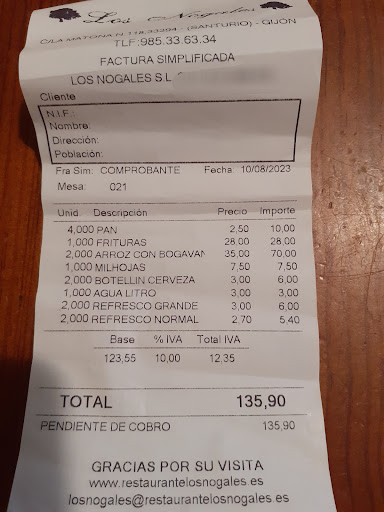 Los Nogales
C/LA MATONA N.118.33204 - (SANTURIO) - GIJON
TLF:985.33.63.34
FACTURA SIMPLIFICADA
LOS NOGALES S.L
Cliente
N.I.F.:
Nombre:
Dirección:
Población:
Fra Sim: COMPROBANTE Fecha: 10/08/2023
Mesa: 021
Unid. Descripción Precio Importe
4,000 PAN 2,50 10,00
1,000 FRITURAS 28,00 28,00
2,000 ARROZ CON BOGAVAN 35,00 70,00
1,000 MILHOJAS 7,50 7,50
2,000 BOTELLIN CERVEZA 3,00 6,00
1,000 AGUA LITRO 3,00 3,00
2,000 REFRESCO GRANDE 3,00 6,00
2,000 REFRESCO NORMAL 2,70 5,40
Base % IVA Total IVA
123,55 10,00 12,35
TOTAL 135,90
PENDIENTE DE COBRO 135,90
GRACIAS POR SU VISITA
www.restaurantelosnogales.es
losnogales@restaurantelosnogales.es